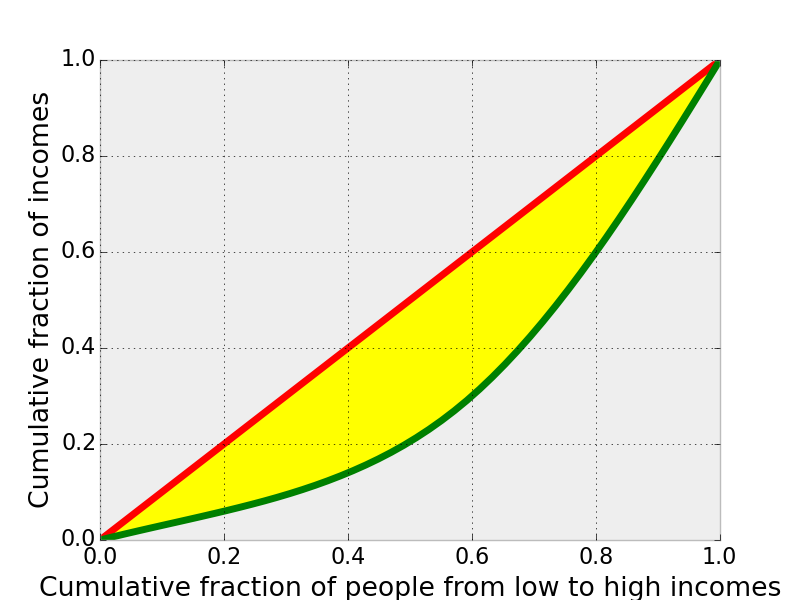 1.0
0.8
0.6
0.4
0.2
0.0
Cumulative fraction of incomes
0.0 0.2 0.4 0.6 0.8 1.0
Cumulative fraction of people from low to high incomes